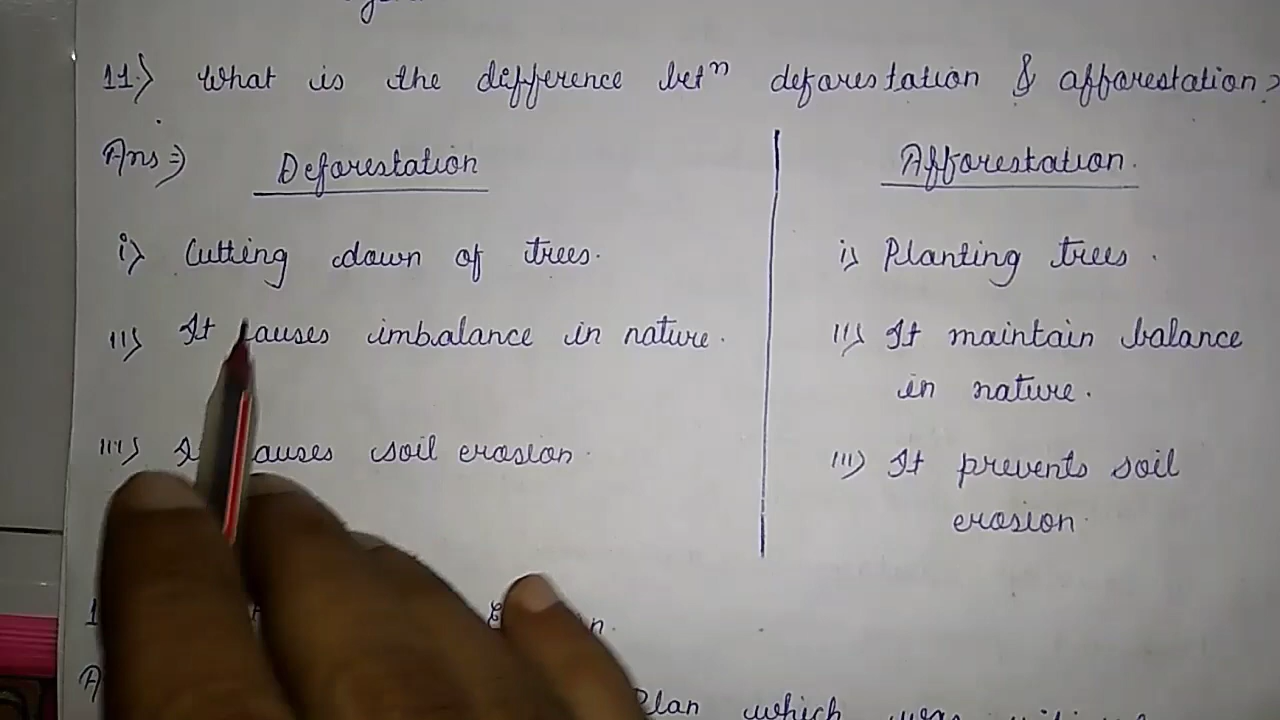 11.) What is the difference betⁿ deforestation & afforestation?
Ans⇒ Deforestation
Afforestation.
i) Cutting down of trees.
i) Planting trees.
ii) It causes imbalance in nature.
ii) It maintain balance
in nature.
iii) It causes soil erosion.
iii) It prevents soil
erosion.
Plan which